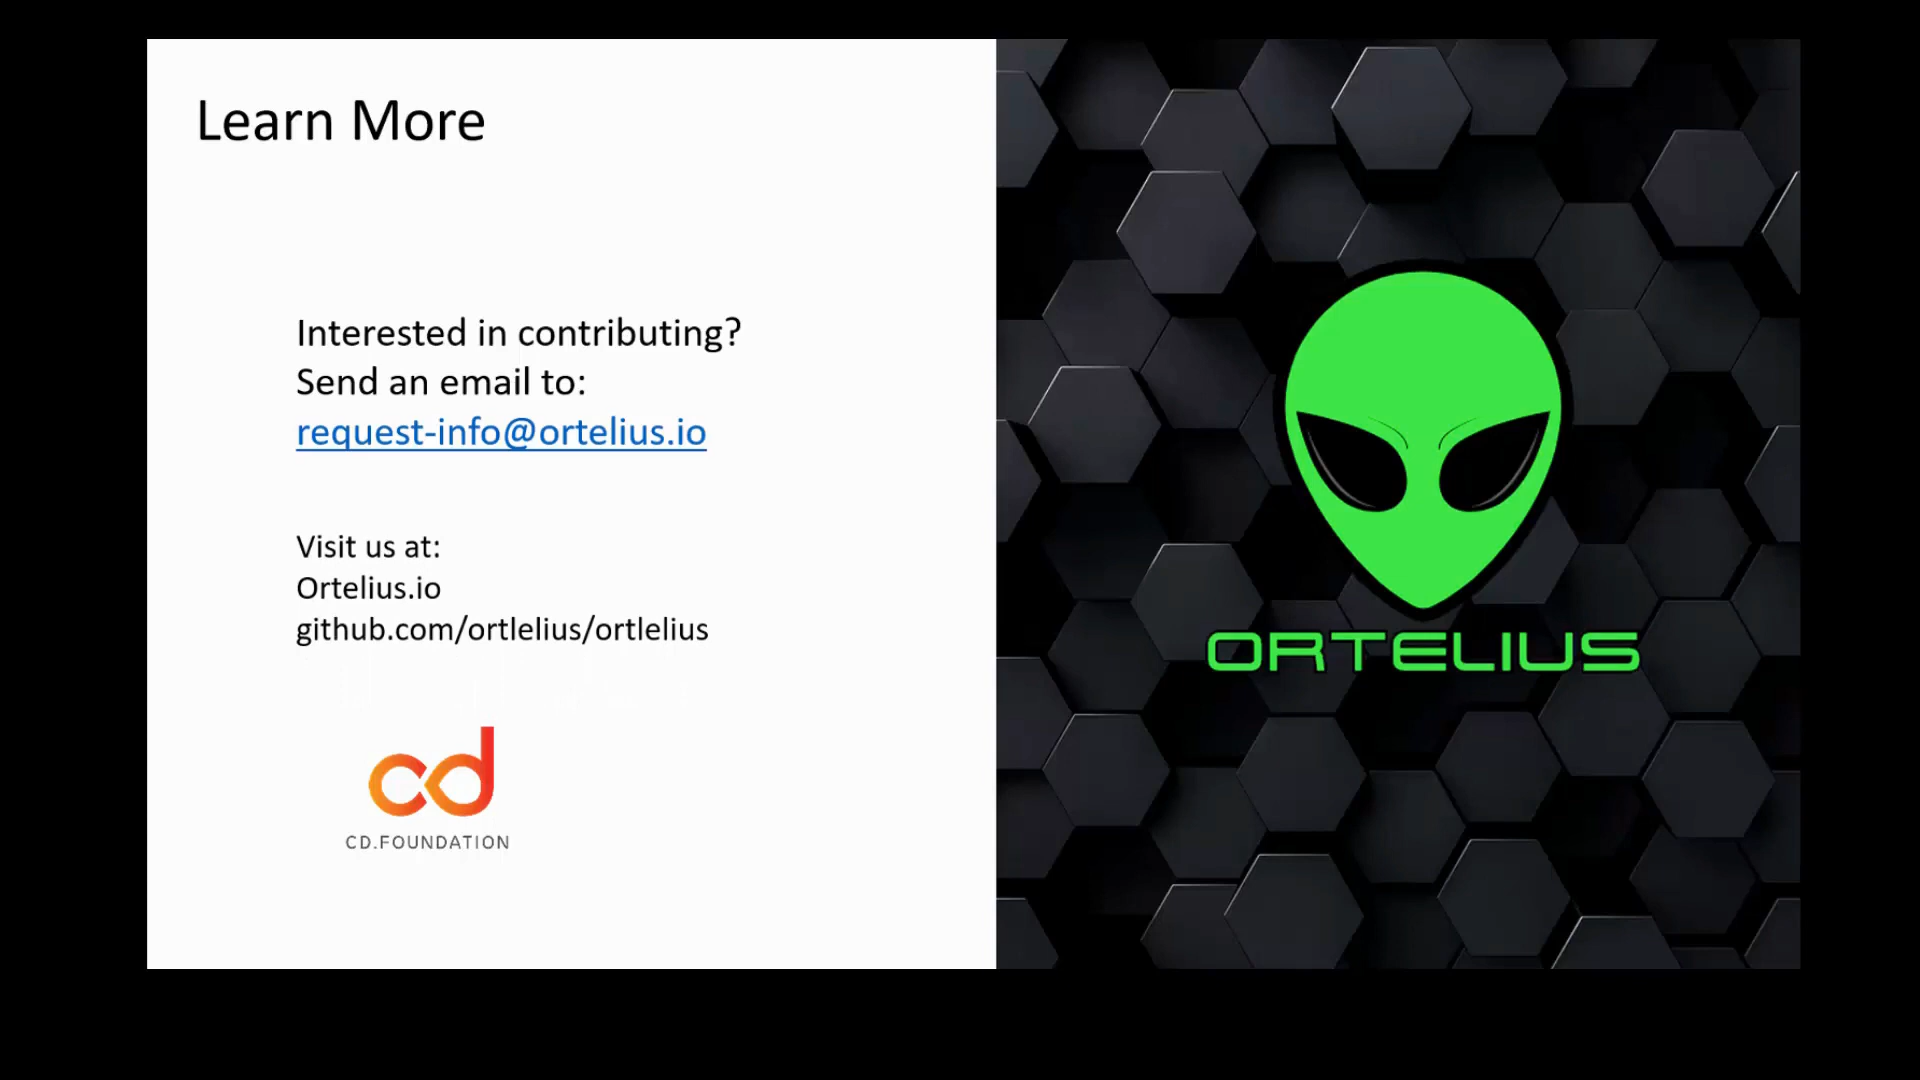 Learn More
Interested in contributing?
Send an email to:
request-info@ortelius.io
Visit us at:
Ortelius.io
github.com/ortlelius/ortlelius
cd
CD.FOUNDATION
ORTELIUS